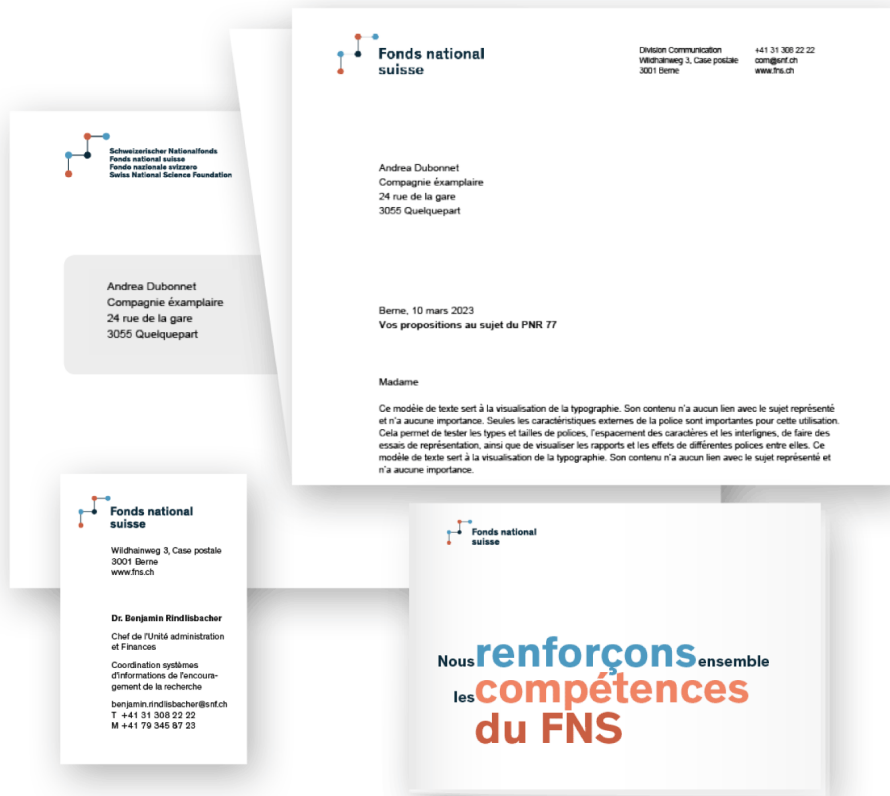 Fonds national
suisse
Division Communication
Wildhainweg 3, Case postale
3001 Berne
+41 31 308 22 22
com@snf.ch
www.fns.ch
Andrea Dubonnet
Compagnie éxamplaire
24 rue de la gare
3055 Quelquepart
Berne, 10 mars 2023
Vos propositions au sujet du PNR 77
Madame
Ce modèle de texte sert à la visualisation de la typographie. Son contenu n'a aucun lien avec le sujet représenté
et n'a aucune importance. Seules les caractéristiques externes de la police sont importantes pour cette utilisation.
Cela permet de tester les types et tailles de polices, l'espacement des caractères et les interlignes, de faire des
essais de représentation, ainsi que de visualiser les rapports et les effets de différentes polices entre elles. Ce
modèle de texte sert à la visualisation de la typographie. Son contenu n'a aucun lien avec le sujet représenté et
n'a aucune importance.
Schweizerischer Nationalfonds
Fonds national suisse
Fondo nazionale svizzero
Swiss National Science Foundation
Andrea Dubonnet
Compagnie éxamplaire
24 rue de la gare
3055 Quelquepart
Fonds national
suisse
Wildhainweg 3, Case postale
3001 Berne
www.fns.ch
Dr. Benjamin Rindlisbacher
Chef de l'Unité administration
et Finances
Coordination systèmes
d'informations de l'encoura-
gement de la recherche
benjamin.rindlisbacher@snf.ch
T +41 31 308 22 22
M +41 79 345 87 23
Fonds national
suisse
Nous renforçons ensemble
les compétences
du FNS